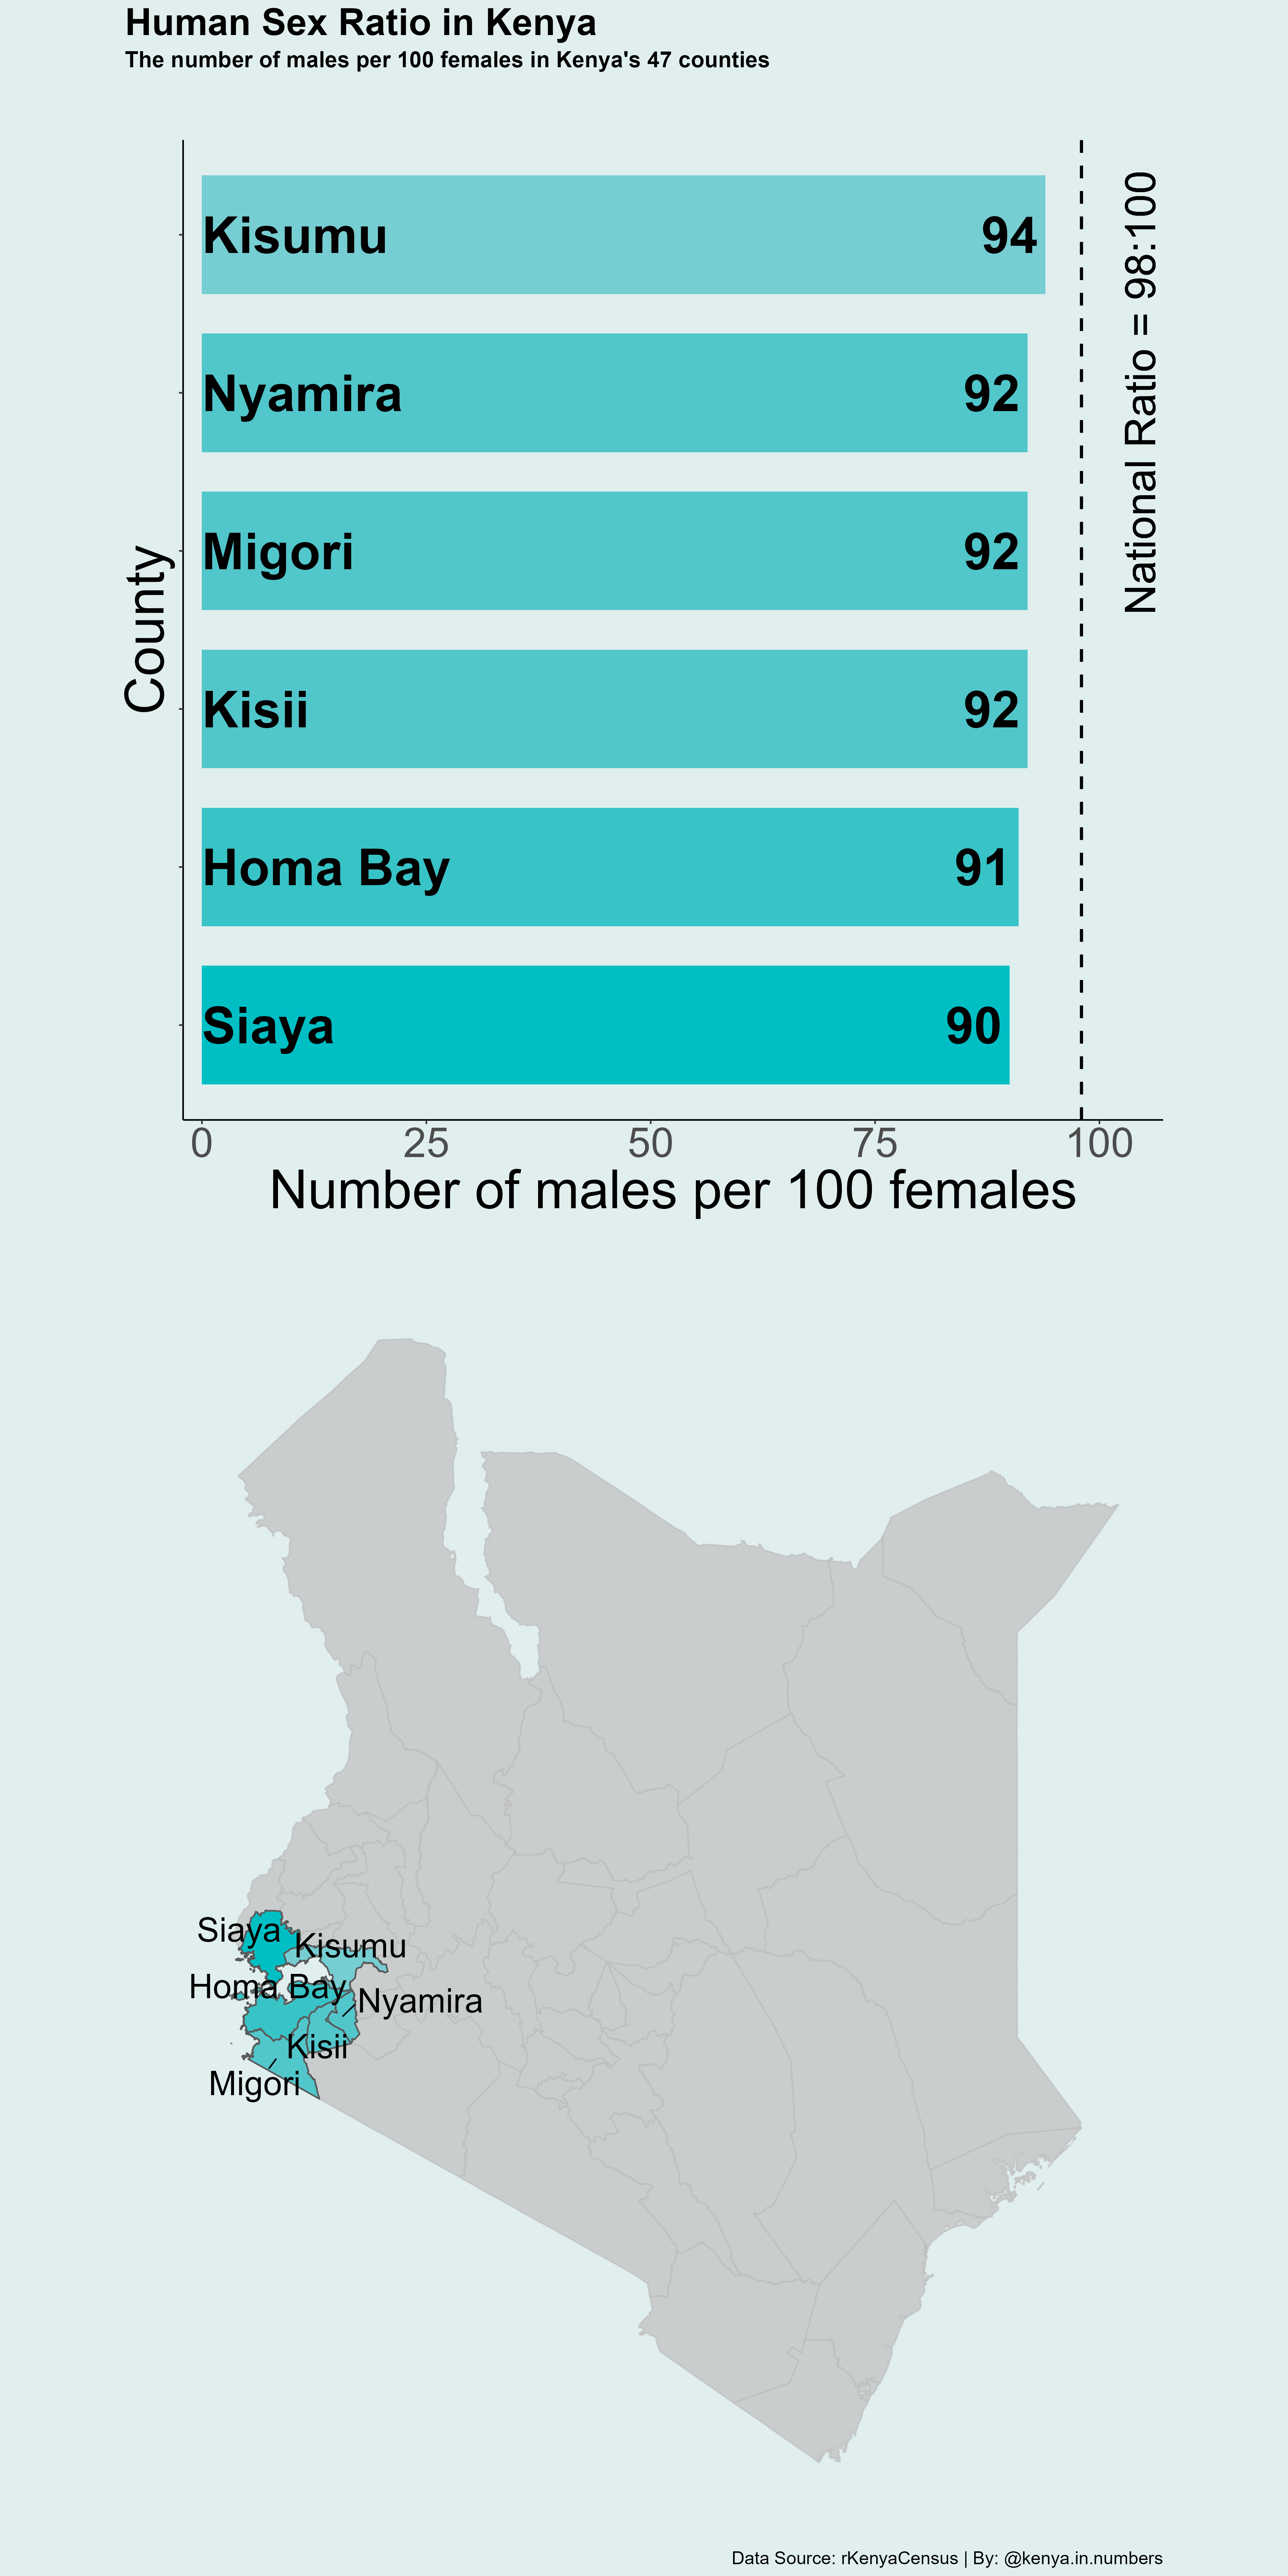 Human Sex Ratio in Kenya
The number of males per 100 females in Kenya's 47 counties
County
Kisumu 94
Nyamira 92
Migori 92
Kisii 92
Homa Bay 91
Siaya 90
National Ratio = 98:100
0 25 50 75 100
Number of males per 100 females
Siaya
Kisumu
Homa Bay
Nyamira
Kisii
Migori
Data Source: rKenyaCensus | By: @kenya.in.numbers